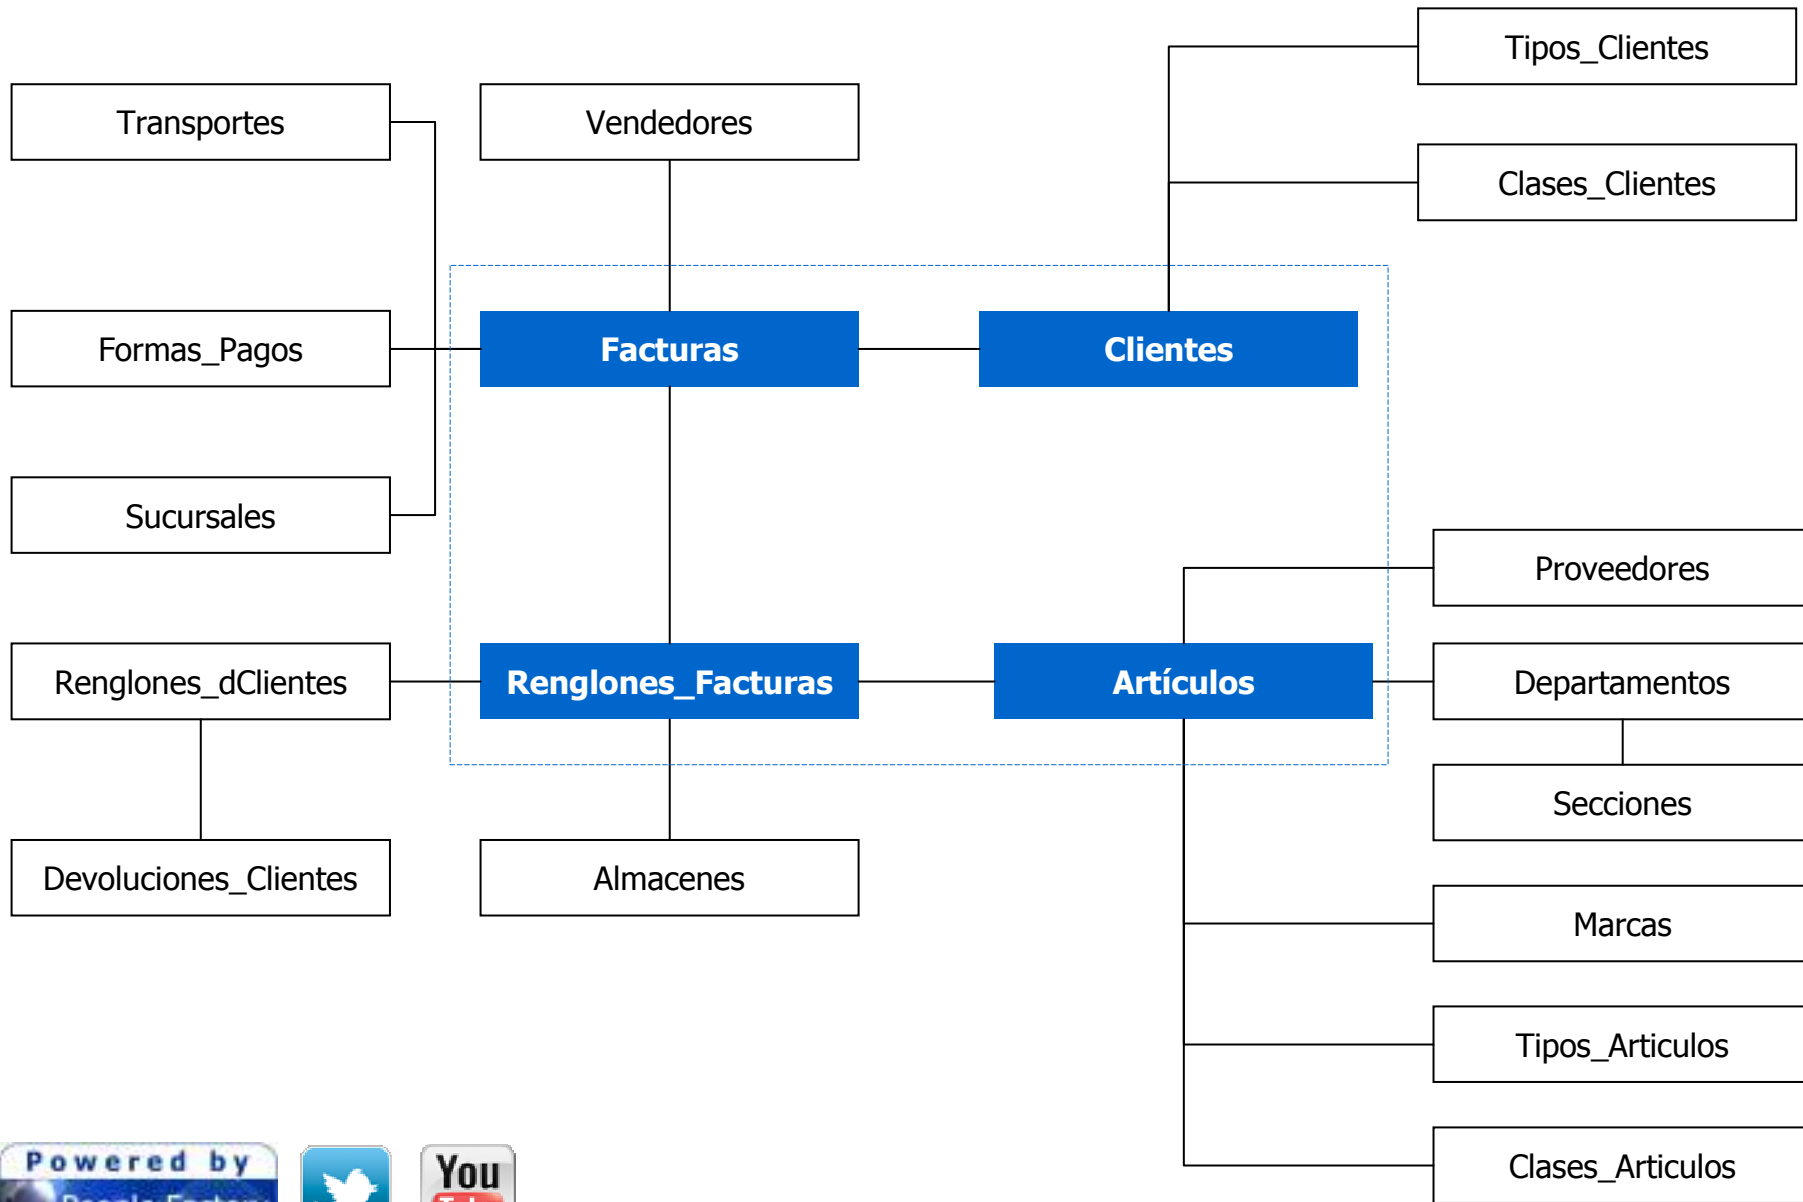 Tipos_Clientes
Transportes
Vendedores
Clases_Clientes
Formas_Pagos
Facturas
Clientes
Sucursales
Proveedores
Renglones_dClientes
Renglones_Facturas
Artículos
Departamentos
Secciones
Devoluciones_Clientes
Almacenes
Marcas
Tipos_Articulos
Clases_Articulos
Powered by
You